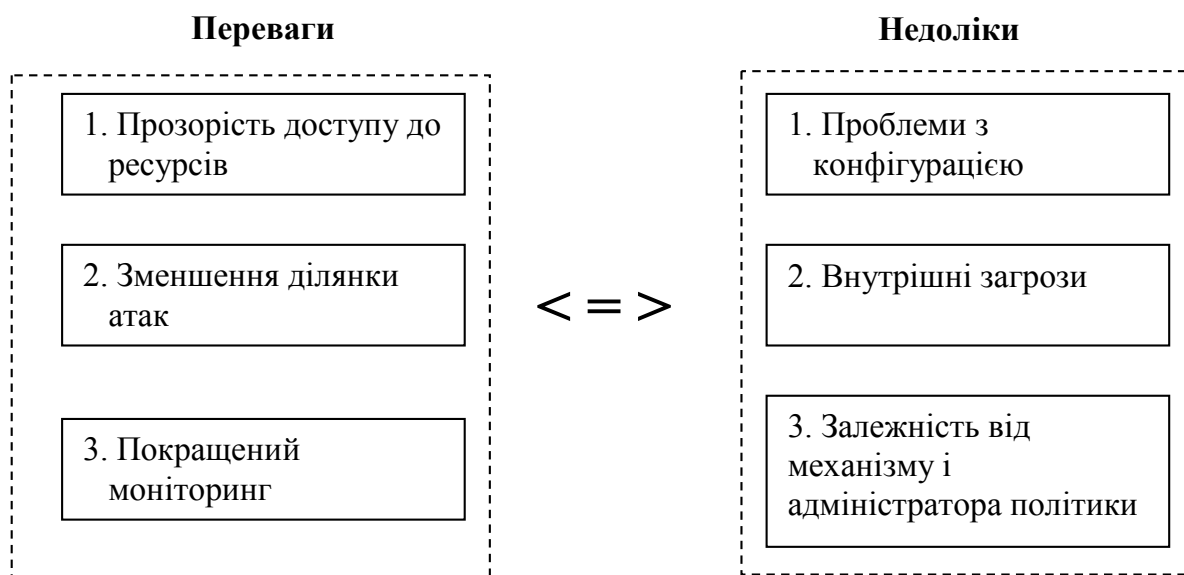 Переваги
1. Прозорість доступу до
ресурсів
2. Зменшення ділянки
атак
3. Покращений
моніторинг
< = >
Недоліки
1. Проблеми з
конфігурацією
2. Внутрішні загрози
3. Залежність від
механізму і
адміністратора політики